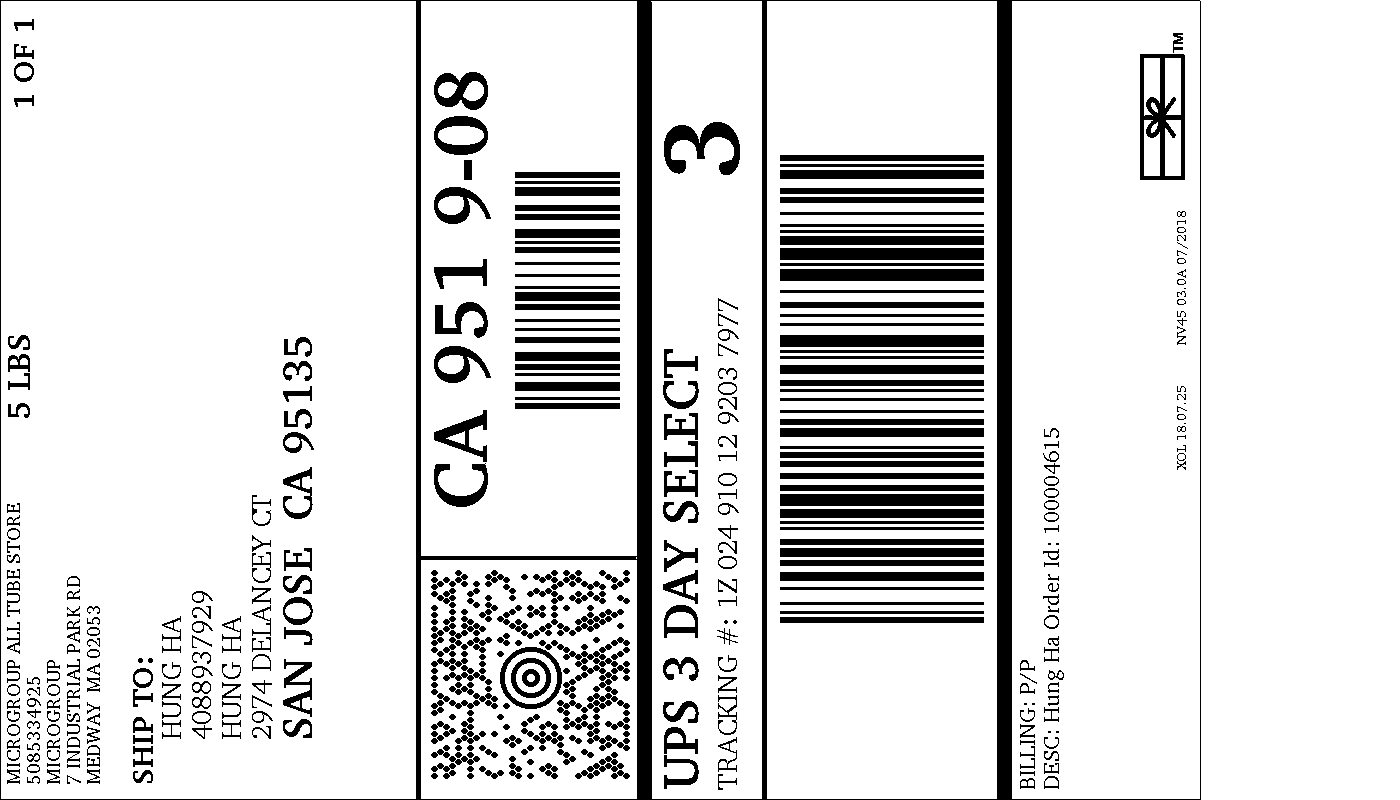 MICROGROUP ALL TUBE STORE
5085334925
MICROGROUP
7 INDUSTRIAL PARK RD
MEDWAY  MA 02053
5 LBS
1 OF 1
SHIP TO:
HUNG HA
4088937929
HUNG HA
2974 DELANCEY CT
SAN JOSE  CA 95135
CA 951 9-08
UPS 3 DAY SELECT
3
TRACKING #: 1Z 024 910 12 9203 7977
BILLING: P/P
DESC: Hung Ha Order Id: 100004615
XOL 18.07.25
NV45 03.0A 07/2018
TM